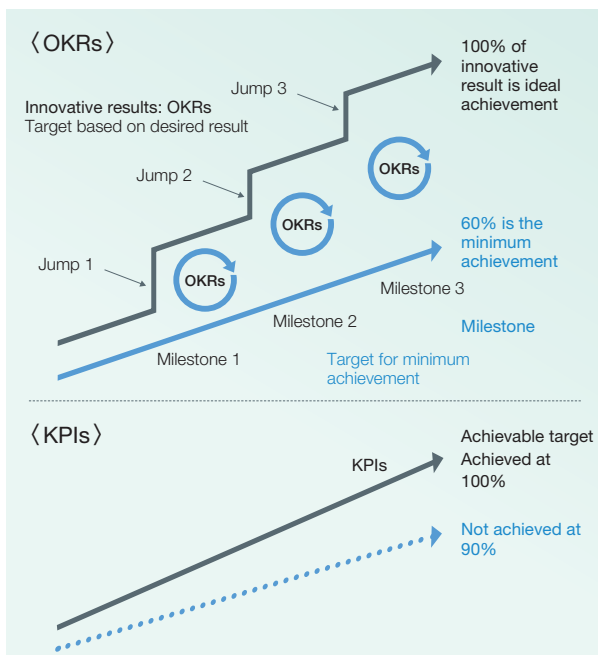 〈OKRs〉
100% of
innovative
result is ideal
achievement
Jump 3
Innovative results: OKRs
Target based on desired result
Jump 2
OKRs
OKRs
60% is the
minimum
achievement
Jump 1
OKRs
Milestone 3
Milestone 2
Milestone
Milestone 1
Target for minimum
achievement
〈KPIs〉
Achievable target
KPIs
Achieved at
100%
Not achieved at
90%